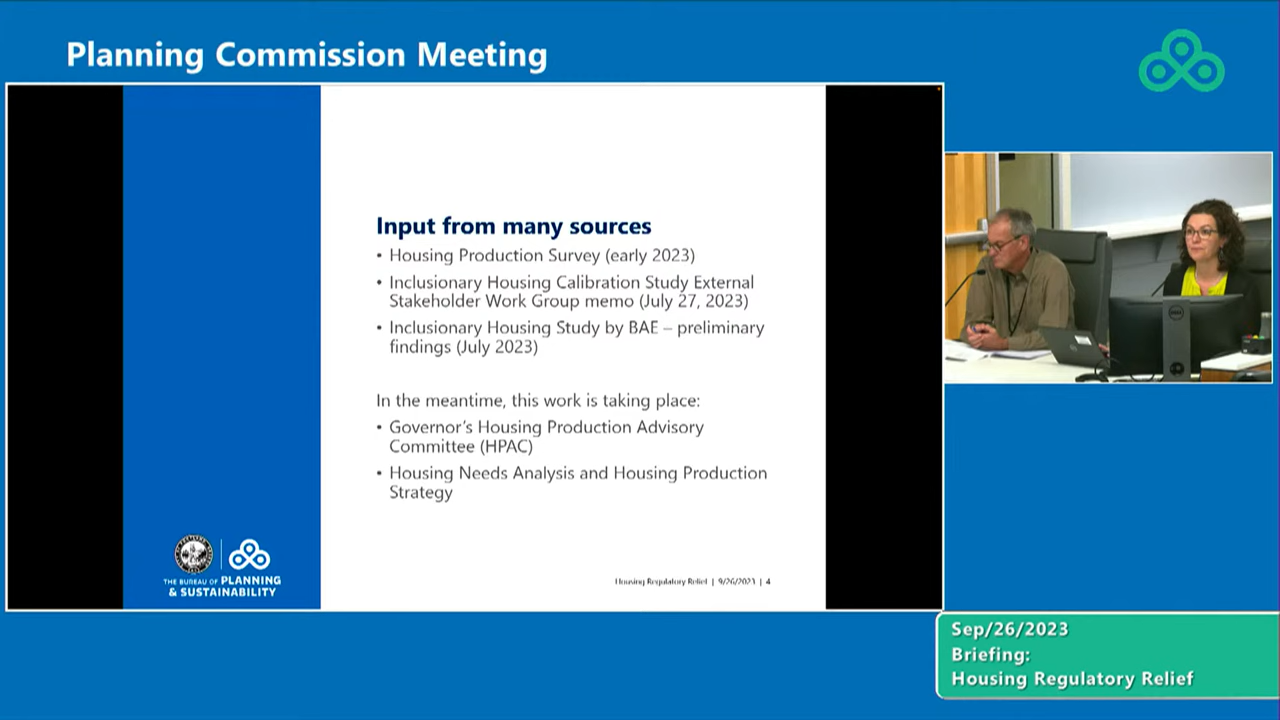 Planning Commission Meeting
Input from many sources
• Housing Production Survey (early 2023)
• Inclusionary Housing Calibration Study External
Stakeholder Work Group memo (July 27, 2023)
• Inclusionary Housing Study by BAE – preliminary
findings (July 2023)
In the meantime, this work is taking place:
• Governor's Housing Production Advisory
Committee (HPAC)
• Housing Needs Analysis and Housing Production
Strategy
THE BUREAU OF PLANNING
& SUSTAINABILITY
Housing Regulatory Relief | 9/26/2023 | 4
Sep/26/2023
Briefing:
Housing Regulatory Relief